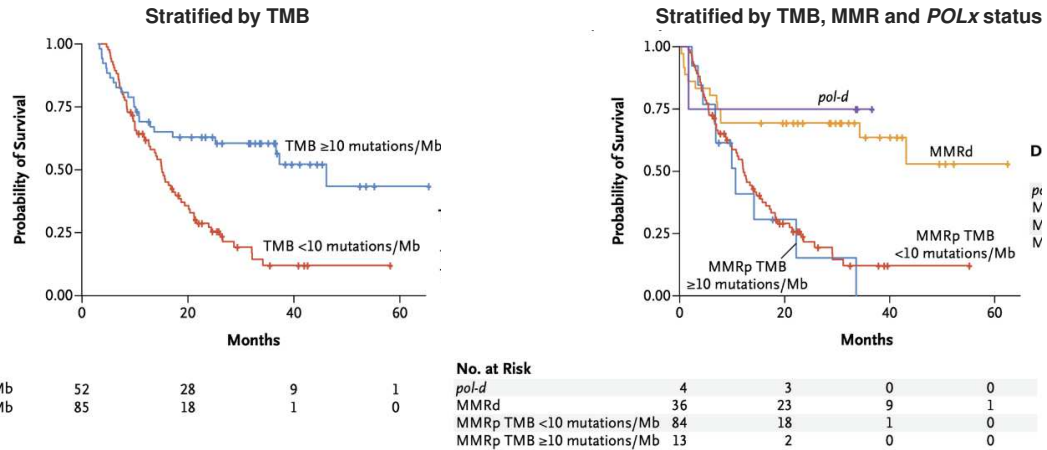 Stratified by TMB
1.00
0.75
0.50
0.25
0.00
Probability of Survival
TMB ≥10 mutations/Mb
TMB <10 mutations/Mb
0 20 40 60
Months
Mb 52 28 9 1
Mb 85 18 1 0
Stratified by TMB, MMR and POLx status
1.00
0.75
0.50
0.25
0.00
Probability of Survival
pol-d
MMRd
MMRp TMB
<10 mutations/Mb
MMRp TMB
≥10 mutations/Mb
0 20 40 60
Months
D
M
M
M
No. at Risk
pol-d 4 3 0 0
MMRd 36 23 9 1
MMRp TMB <10 mutations/Mb 84 18 1 0
MMRp TMB ≥10 mutations/Mb 13 2 0 0